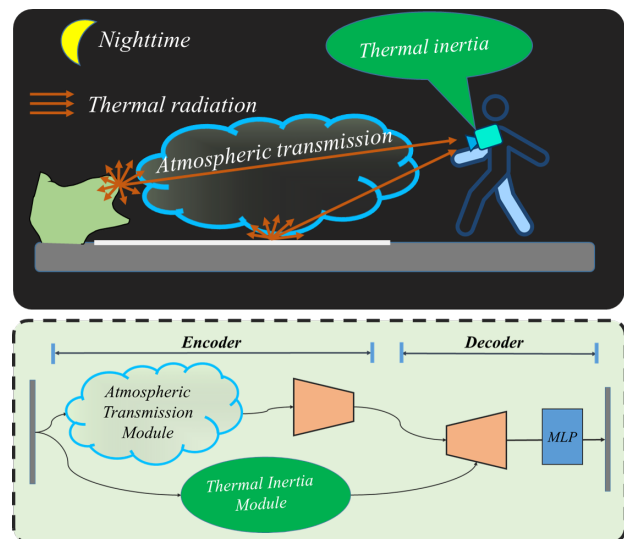 Nighttime
Thermal inertia
Thermal radiation
Atmospheric transmission
Encoder
Decoder
Atmospheric
Transmission
Module
MLP
Thermal Inertia
Module